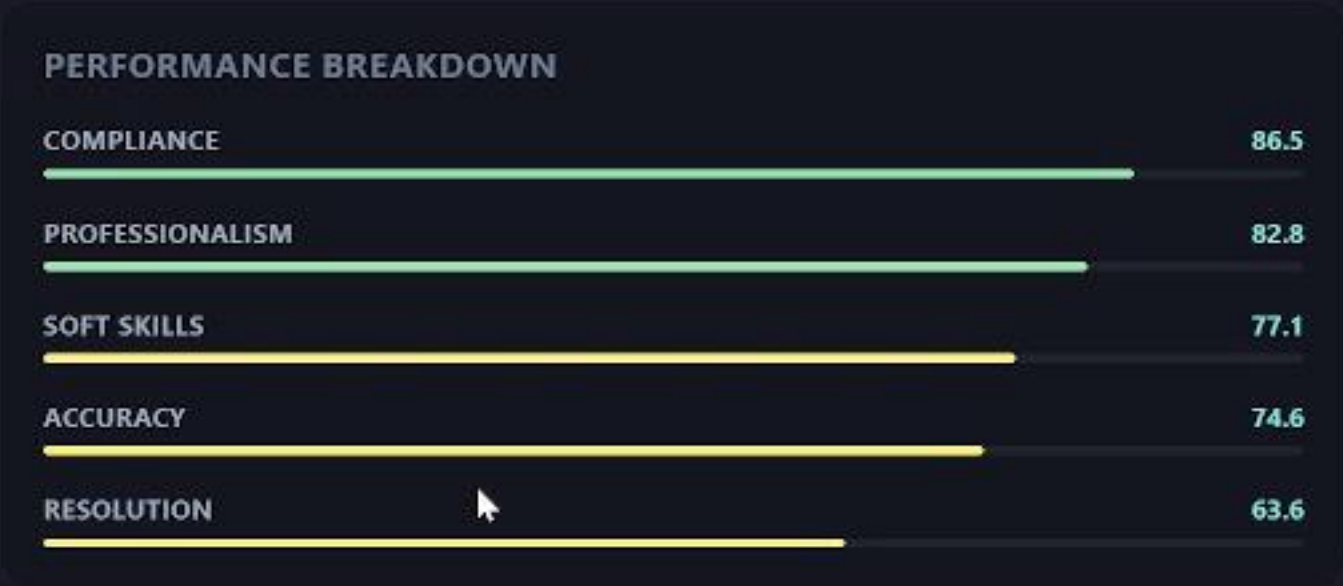 PERFORMANCE BREAKDOWN
COMPLIANCE 86.5
PROFESSIONALISM 82.8
SOFT SKILLS 77.1
ACCURACY 74.6
RESOLUTION 63.6